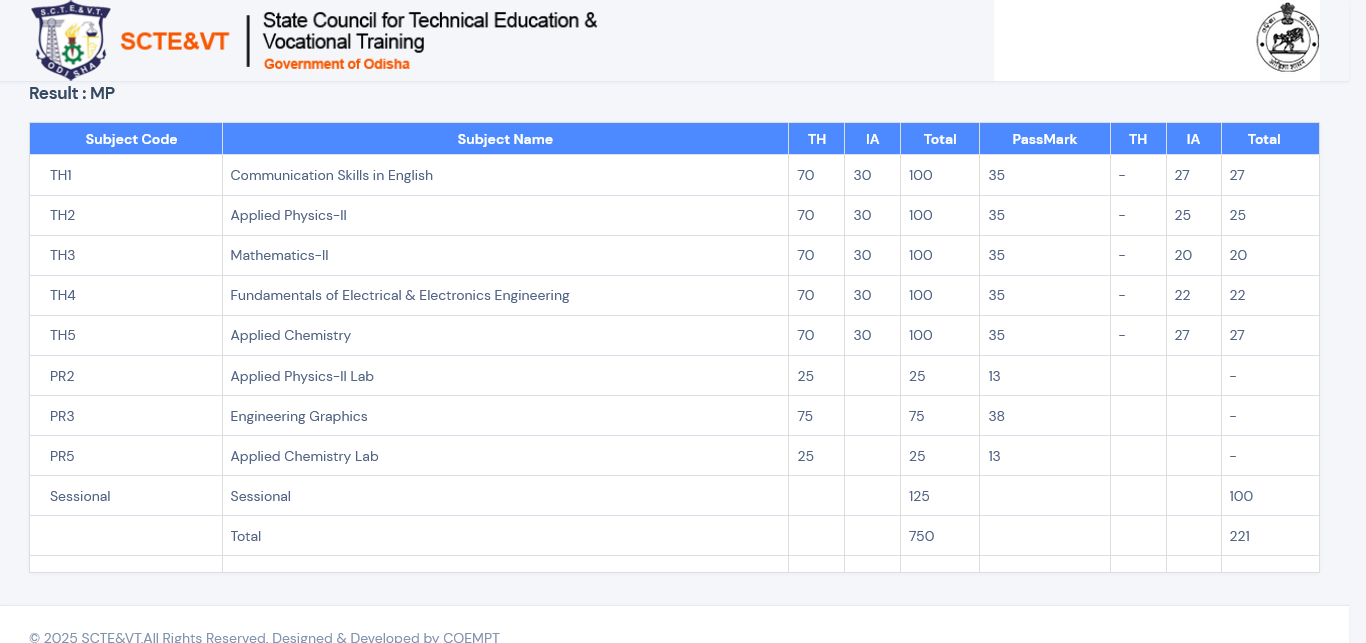 S.C.T.E.&V.T.
ODISHA
SCTE&VT
State Council for Technical Education &
Vocational Training
Government of Odisha
Result : MP
Subject Code Subject Name TH IA Total PassMark TH IA Total
TH1 Communication Skills in English 70 30 100 35 - 27 27
TH2 Applied Physics-II 70 30 100 35 - 25 25
TH3 Mathematics-II 70 30 100 35 - 20 20
TH4 Fundamentals of Electrical & Electronics Engineering 70 30 100 35 - 22 22
TH5 Applied Chemistry 70 30 100 35 - 27 27
PR2 Applied Physics-II Lab 25 25 13 -
PR3 Engineering Graphics 75 75 38 -
PR5 Applied Chemistry Lab 25 25 13 -
Sessional Sessional 125 100
Total 750 221
© 2025 SCTE&VT.All Rights Reserved. Designed & Developed by COEMPT